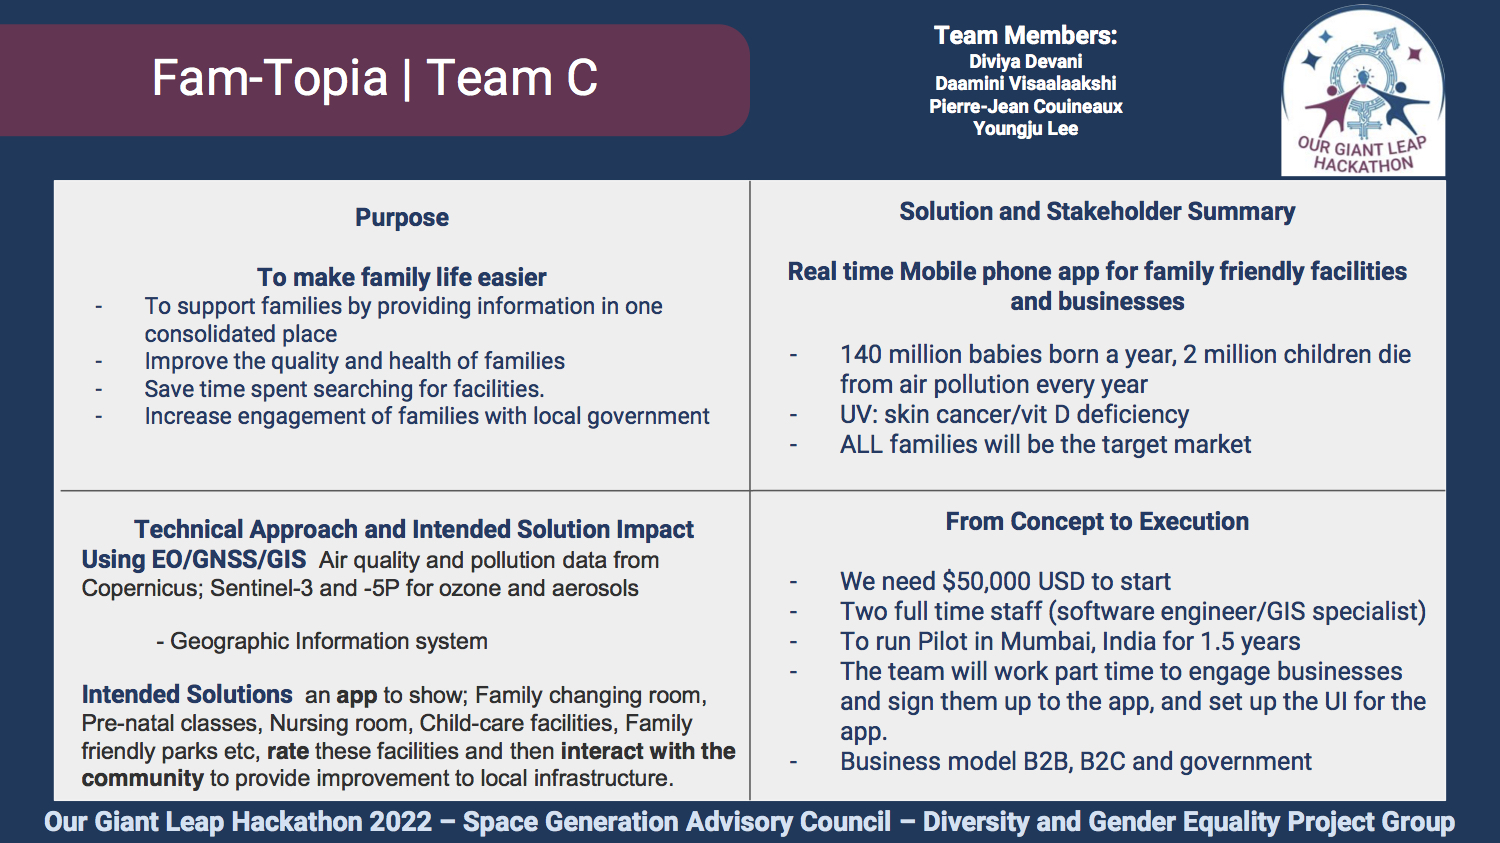 Fam-Topia | Team C
Team Members:
Diviya Devani
Daamini Visaalaakshi
Pierre-Jean Couineaux
Youngju Lee
OUR GIANT LEAP
HACKATHON
Purpose
To make family life easier
- To support families by providing information in one
consolidated place
- Improve the quality and health of families
- Save time spent searching for facilities.
- Increase engagement of families with local government
Solution and Stakeholder Summary
Real time Mobile phone app for family friendly facilities
and businesses
- 140 million babies born a year, 2 million children die
from air pollution every year
- UV: skin cancer/vit D deficiency
- ALL families will be the target market
Technical Approach and Intended Solution Impact
Using EO/GNSS/GIS Air quality and pollution data from
Copernicus; Sentinel-3 and -5P for ozone and aerosols
- Geographic Information system
Intended Solutions an app to show; Family changing room,
Pre-natal classes, Nursing room, Child-care facilities, Family
friendly parks etc, rate these facilities and then interact with the
community to provide improvement to local infrastructure.
From Concept to Execution
- We need $50,000 USD to start
- Two full time staff (software engineer/GIS specialist)
- To run Pilot in Mumbai, India for 1.5 years
- The team will work part time to engage businesses
and sign them up to the app, and set up the UI for the
app.
- Business model B2B, B2C and government
Our Giant Leap Hackathon 2022 – Space Generation Advisory Council – Diversity and Gender Equality Project Group